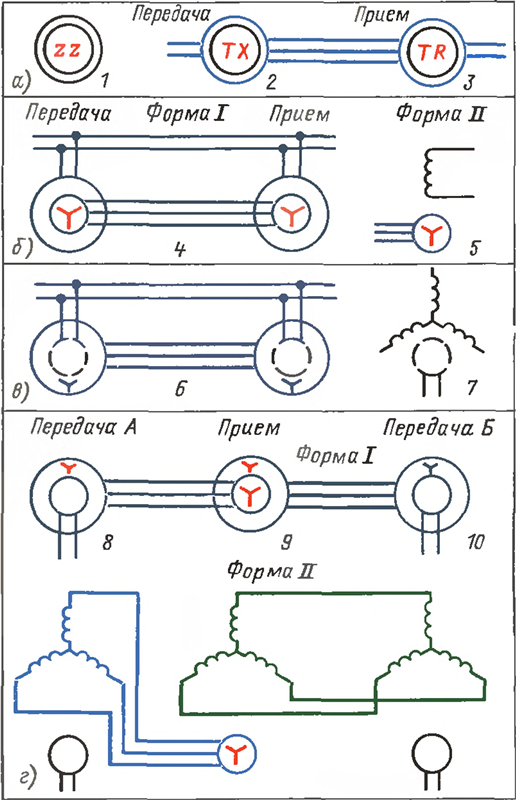 Передача Прием
ZZ TX TR
а) 1 2 3
Передача Форма I Прием Форма II
б) 4 5
в) 6 7
Передача А Прием Передача Б
Форма I
8 9 10
Форма II
г)